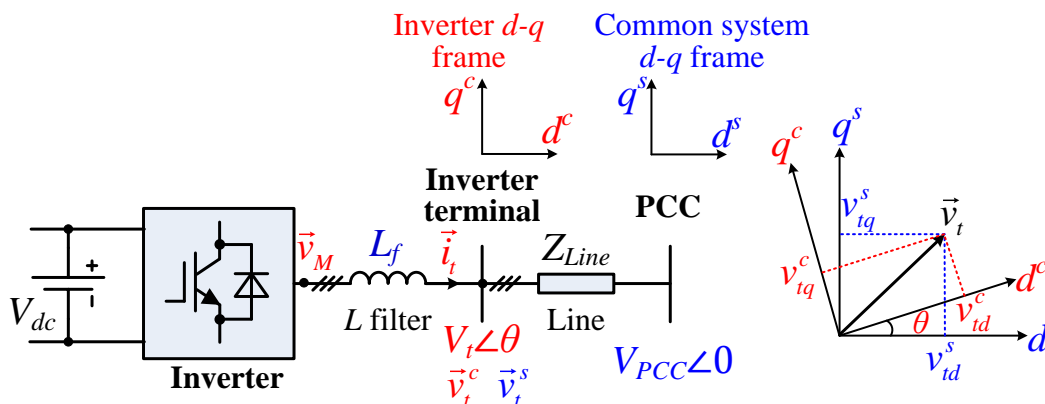 Inverter d-q
frame
q^c
d^c
Common system
d-q frame
q^s
d^s
Inverter
terminal
PCC
V_dc
+
-
Inverter
v⃗_M
L_f
L filter
i⃗_t
Z_Line
Line
V_t∠θ
v⃗_t^c v⃗_t^s
V_PCC∠0
q^c
q^s
v_tq^s
v⃗_t
v_tq^c
d^c
v_td^c
θ
d
v_td^s